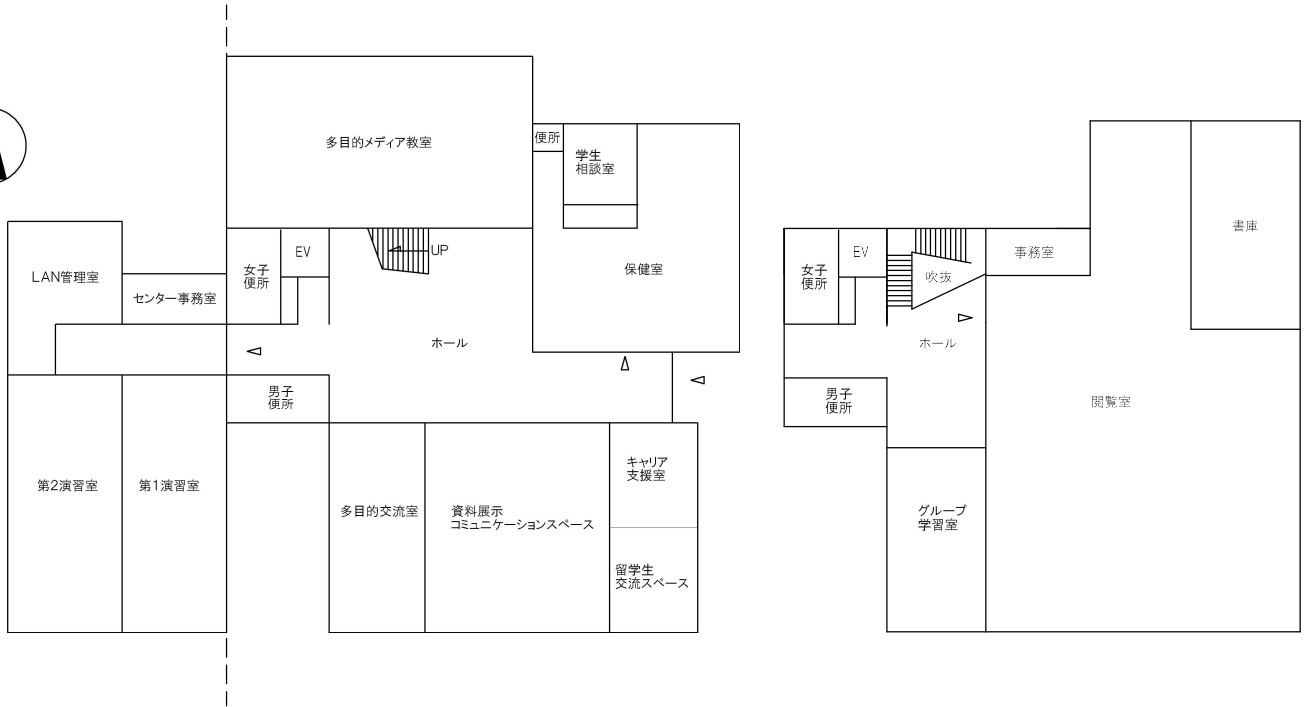 多目的メディア教室
便所
学生
相談室
保健室
LAN管理室
センター事務室
女子
便所
EV
UP
ホール
男子
便所
第2演習室
第1演習室
多目的交流室
資料展示
コミュニケーションスペース
キャリア
支援室
留学生
交流スペース
女子
便所
EV
吹抜
事務室
書庫
ホール
男子
便所
閲覧室
グループ
学習室